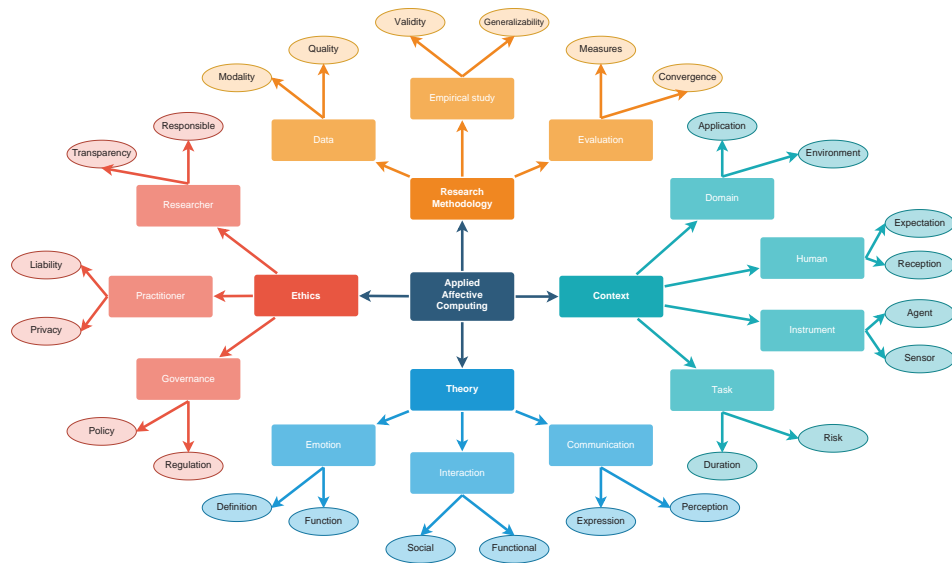 Validity
Generalizability
Quality
Measures
Modality
Convergence
Empirical study
Data
Evaluation
Responsible
Application
Transparency
Environment
Researcher
Research
Methodology
Domain
Expectation
Liability
Human
Reception
Practitioner
Ethics
Applied
Affective
Computing
Context
Privacy
Agent
Instrument
Sensor
Governance
Theory
Task
Policy
Regulation
Emotion
Interaction
Communication
Risk
Duration
Definition
Function
Expression
Perception
Social
Functional